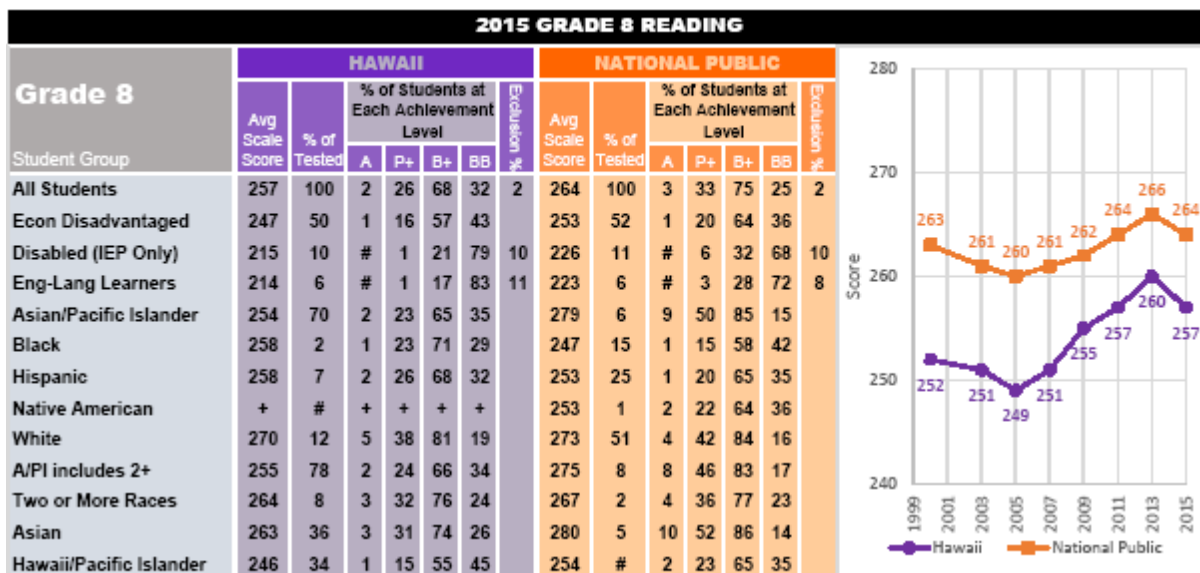 2015 GRADE 8 READING
HAWAII NATIONAL PUBLIC
Grade 8
Student Group
Avg Scale Score % of Tested % of Students at Each Achievement Level Exclusion % Avg Scale Score % of Tested % of Students at Each Achievement Level Exclusion %
A P+ B+ BB A P+ B+ BB
All Students 257 100 2 26 68 32 2 264 100 3 33 75 25 2
Econ Disadvantaged 247 50 1 16 57 43 253 52 1 20 64 36
Disabled (IEP Only) 215 10 # 1 21 79 10 226 11 # 6 32 68 10
Eng-Lang Learners 214 6 # 1 17 83 11 223 6 # 3 28 72 8
Asian/Pacific Islander 254 70 2 23 65 35 279 6 9 50 85 15
Black 258 2 1 23 71 29 247 15 1 15 58 42
Hispanic 258 7 2 26 68 32 253 25 1 20 65 35
Native American + # + + + + 253 1 2 22 64 36
White 270 12 5 38 81 19 273 51 4 42 84 16
A/PI includes 2+ 255 78 2 24 66 34 275 8 8 46 83 17
Two or More Races 264 8 3 32 76 24 267 2 4 36 77 23
Asian 263 36 3 31 74 26 280 5 10 52 86 14
Hawaii/Pacific Islander 246 34 1 15 55 45 254 # 2 23 65 35
280
270
260
250
240
Score
263 261 260 261 262 264 266 264
252 251 249 251 255 257 260 257
1999 2001 2003 2005 2007 2009 2011 2013 2015
Hawaii National Public